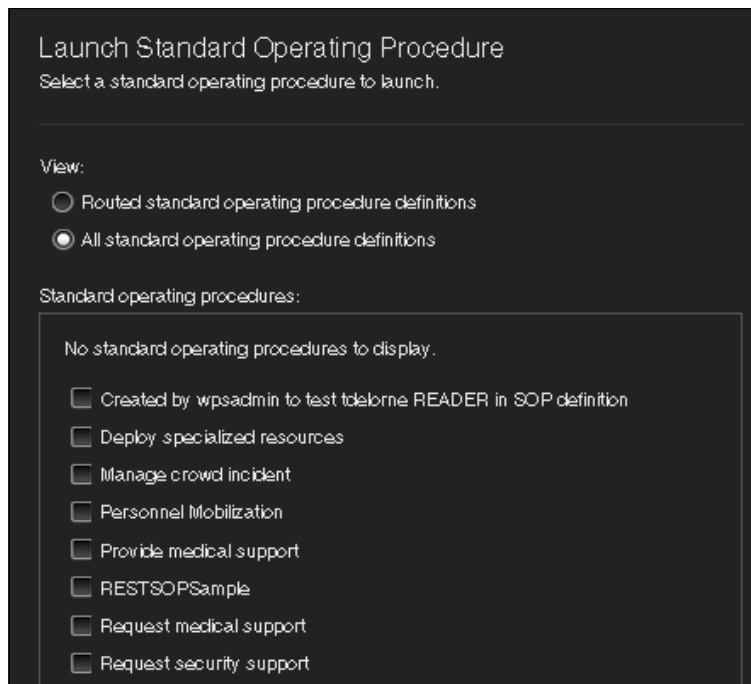 Launch Standard Operating Procedure
Select a standard operating procedure to launch.
View:
Routed standard operating procedure definitions
All standard operating procedure definitions
Standard operating procedures:
No standard operating procedures to display.
Created by wpsadmin to test tdelorne READER in SOP definition
Deploy specialized resources
Manage crowd incident
Personnel Mobilization
Provide medical support
RESTSOPSample
Request medical support
Request security support